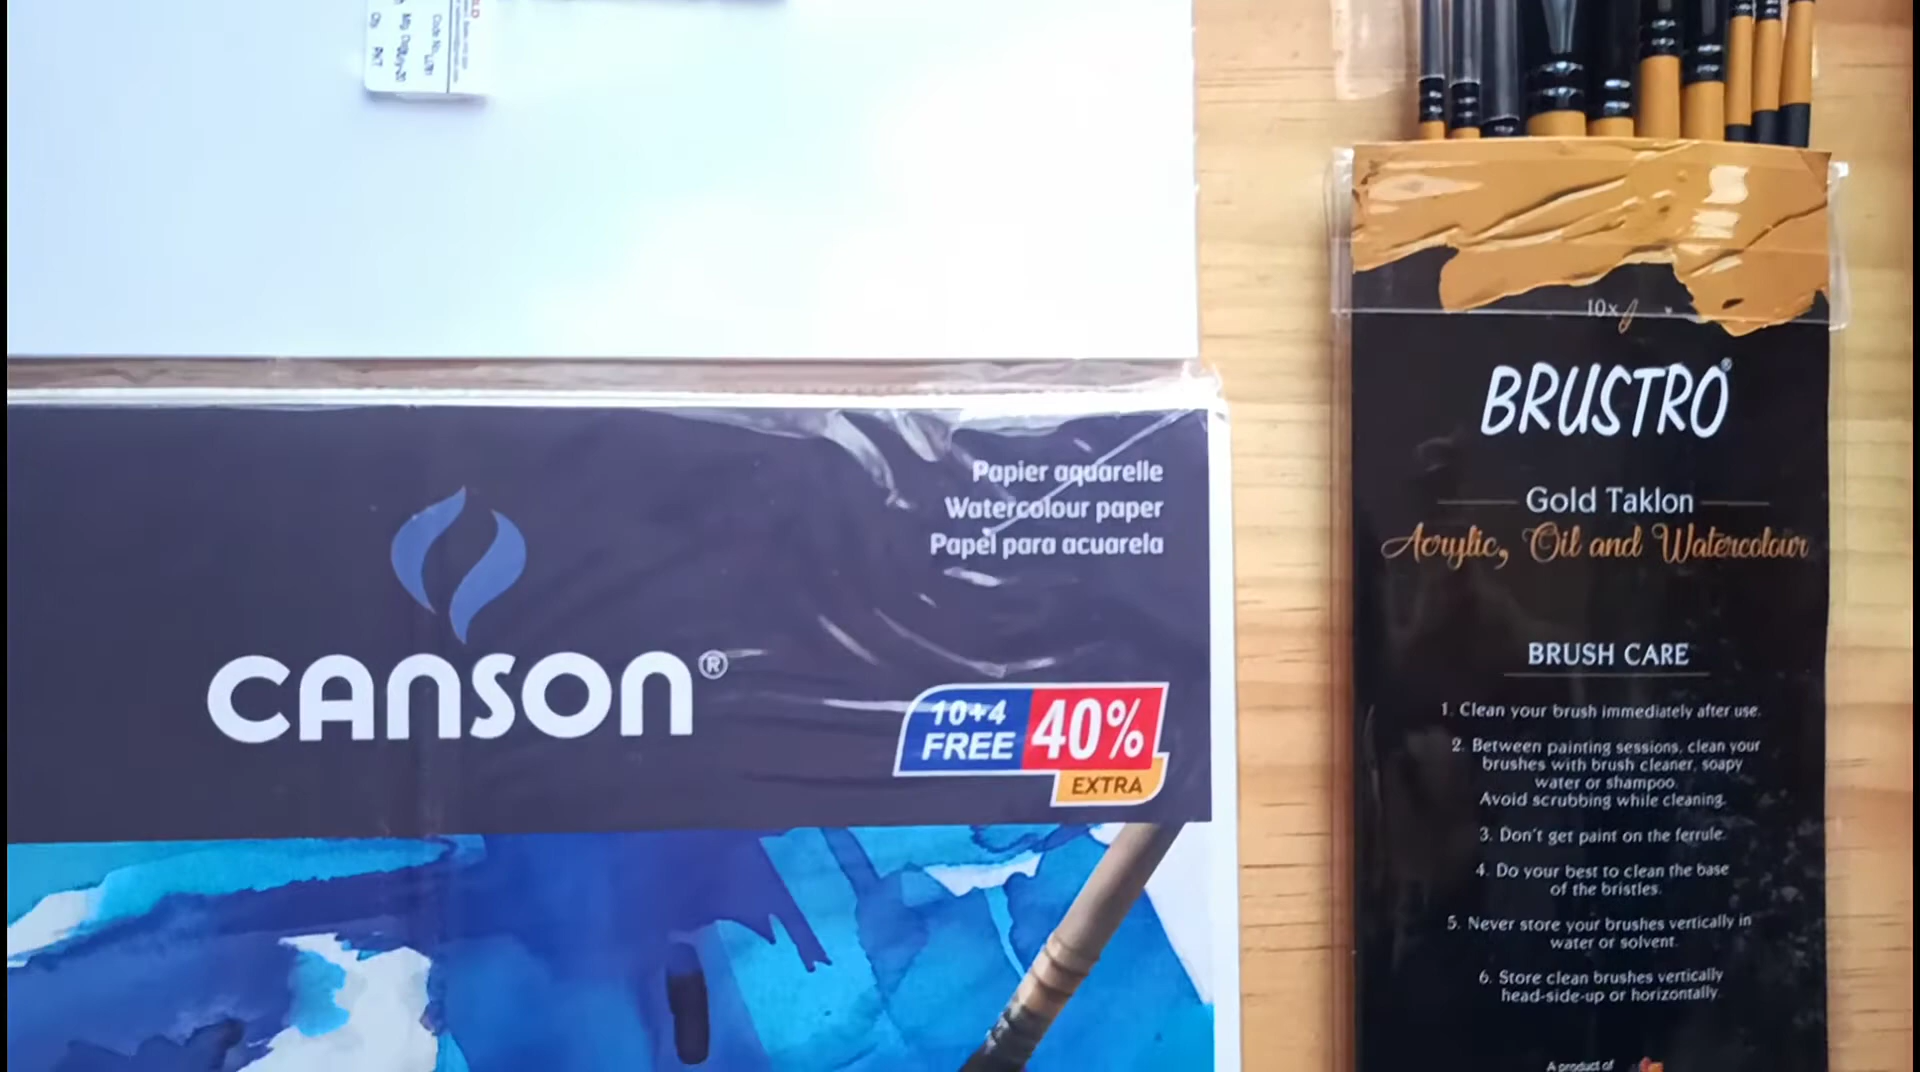 Papier aquarelle
Watercolour paper
Papel para acuarela
CANSON®
10+4
FREE
40%
EXTRA
10x
BRUSTRO®
Gold Taklon
Acrylic, Oil and Watercolour
BRUSH CARE
1. Clean your brush immediately after use.
2. Between painting sessions, clean your
brushes with brush cleaner, soapy
water or shampoo.
Avoid scrubbing while cleaning.
3. Don't get paint on the ferrule.
4. Do your best to clean the base
of the bristles.
5. Never store your brushes vertically in
water or solvent.
6. Store clean brushes vertically
head-side-up or horizontally.
A product of